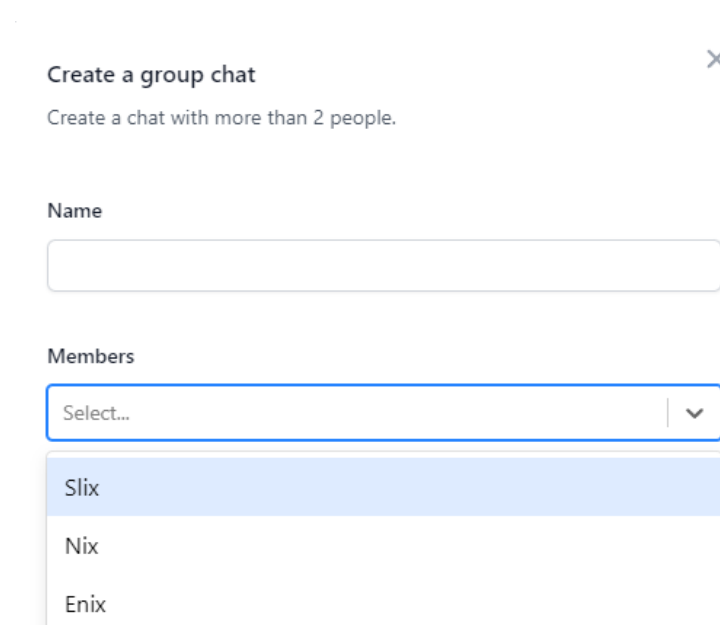 Create a group chat
Create a chat with more than 2 people.
Name
Members
Select...
Slix
Nix
Enix